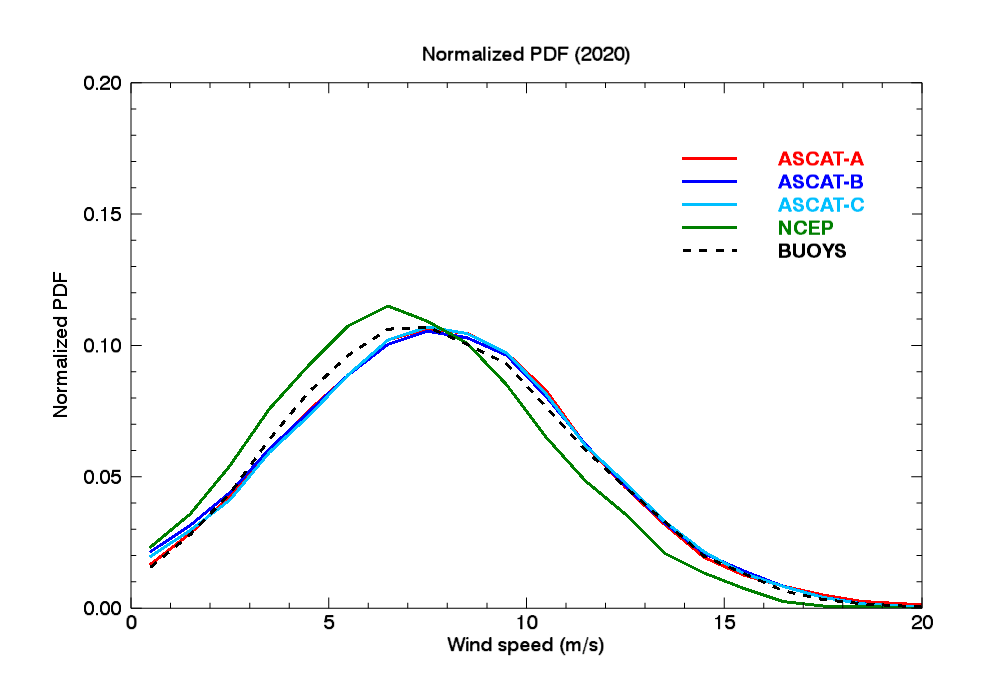 Normalized PDF (2020)
0.20
0.15
0.10
0.05
0.00
Normalized PDF
ASCAT-A
ASCAT-B
ASCAT-C
NCEP
BUOYS
0 5 10 15 20
Wind speed (m/s)